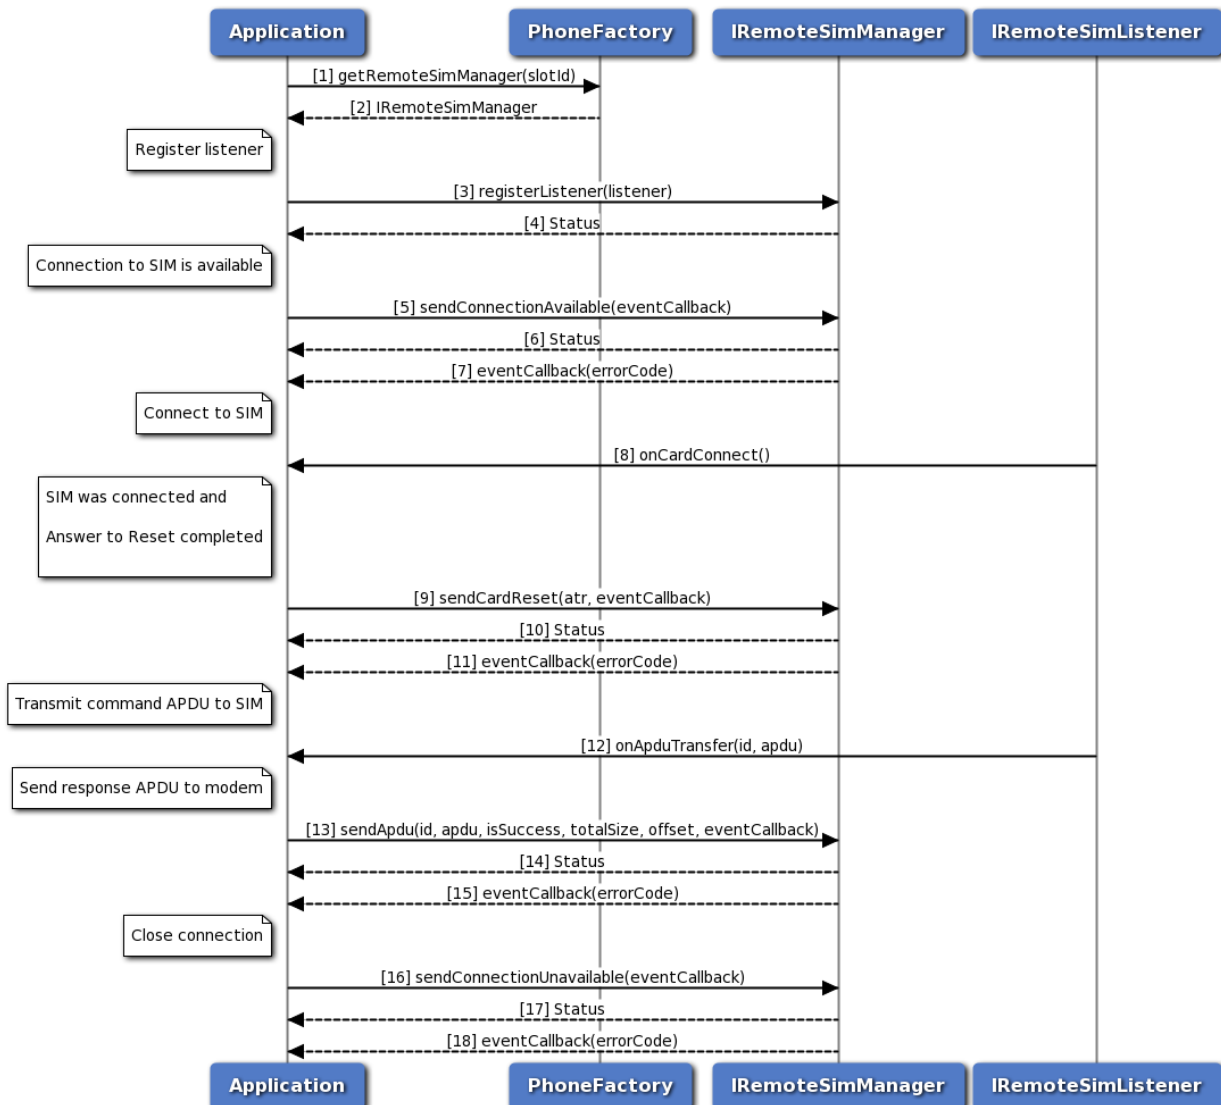 Application
PhoneFactory
IRemoteSimManager
IRemoteSimListener
[1] getRemoteSimManager(slotId)
[2] IRemoteSimManager
Register listener
[3] registerListener(listener)
[4] Status
Connection to SIM is available
[5] sendConnectionAvailable(eventCallback)
[6] Status
[7] eventCallback(errorCode)
Connect to SIM
[8] onCardConnect()
SIM was connected and
Answer to Reset completed
[9] sendCardReset(atr, eventCallback)
[10] Status
[11] eventCallback(errorCode)
Transmit command APDU to SIM
[12] onApduTransfer(id, apdu)
Send response APDU to modem
[13] sendApdu(id, apdu, isSuccess, totalSize, offset, eventCallback)
[14] Status
[15] eventCallback(errorCode)
Close connection
[16] sendConnectionUnavailable(eventCallback)
[17] Status
[18] eventCallback(errorCode)
Application
PhoneFactory
IRemoteSimManager
IRemoteSimListener